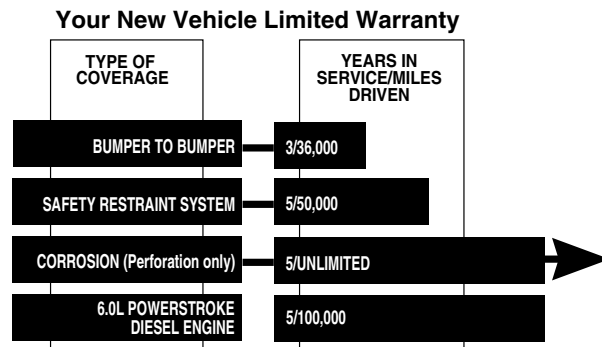 Your New Vehicle Limited Warranty
TYPE OF
COVERAGE
YEARS IN
SERVICE/MILES
DRIVEN
BUMPER TO BUMPER
3/36,000
SAFETY RESTRAINT SYSTEM
5/50,000
CORROSION (Perforation only)
5/UNLIMITED
6.0L POWERSTROKE
DIESEL ENGINE
5/100,000